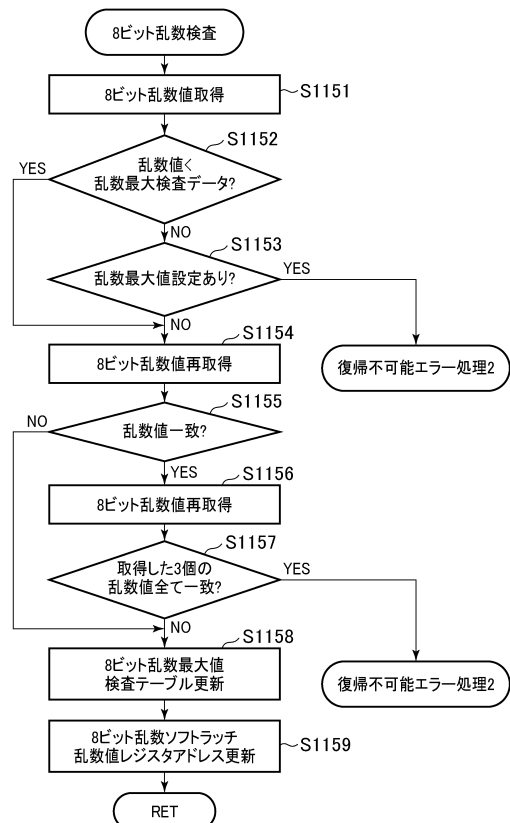 8ビット乱数検査
8ビット乱数値取得
S1151
S1152
乱数値<
乱数最大検査データ?
YES
NO
S1153
乱数最大値設定あり?
YES
NO
S1154
8ビット乱数値再取得
復帰不可能エラー処理2
S1155
乱数値一致?
NO
YES
S1156
8ビット乱数値再取得
S1157
取得した3個の
乱数値全て一致?
YES
NO
S1158
8ビット乱数最大値
検査テーブル更新
復帰不可能エラー処理2
8ビット乱数ソフトラッチ
乱数値レジスタアドレス更新
S1159
RET